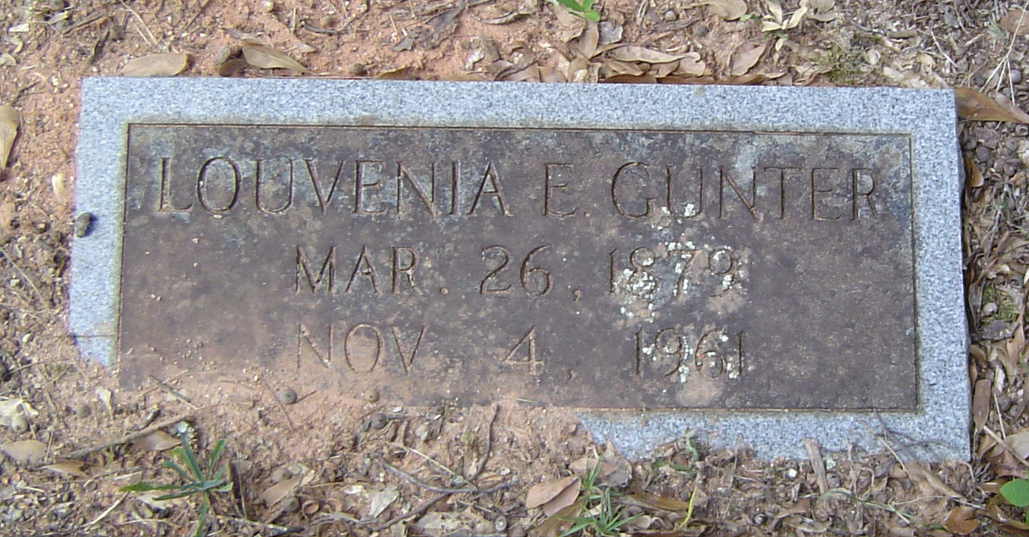 LOUVENIA E. GUNTER
MAR. 26, 1879
NOV. 4, 1961